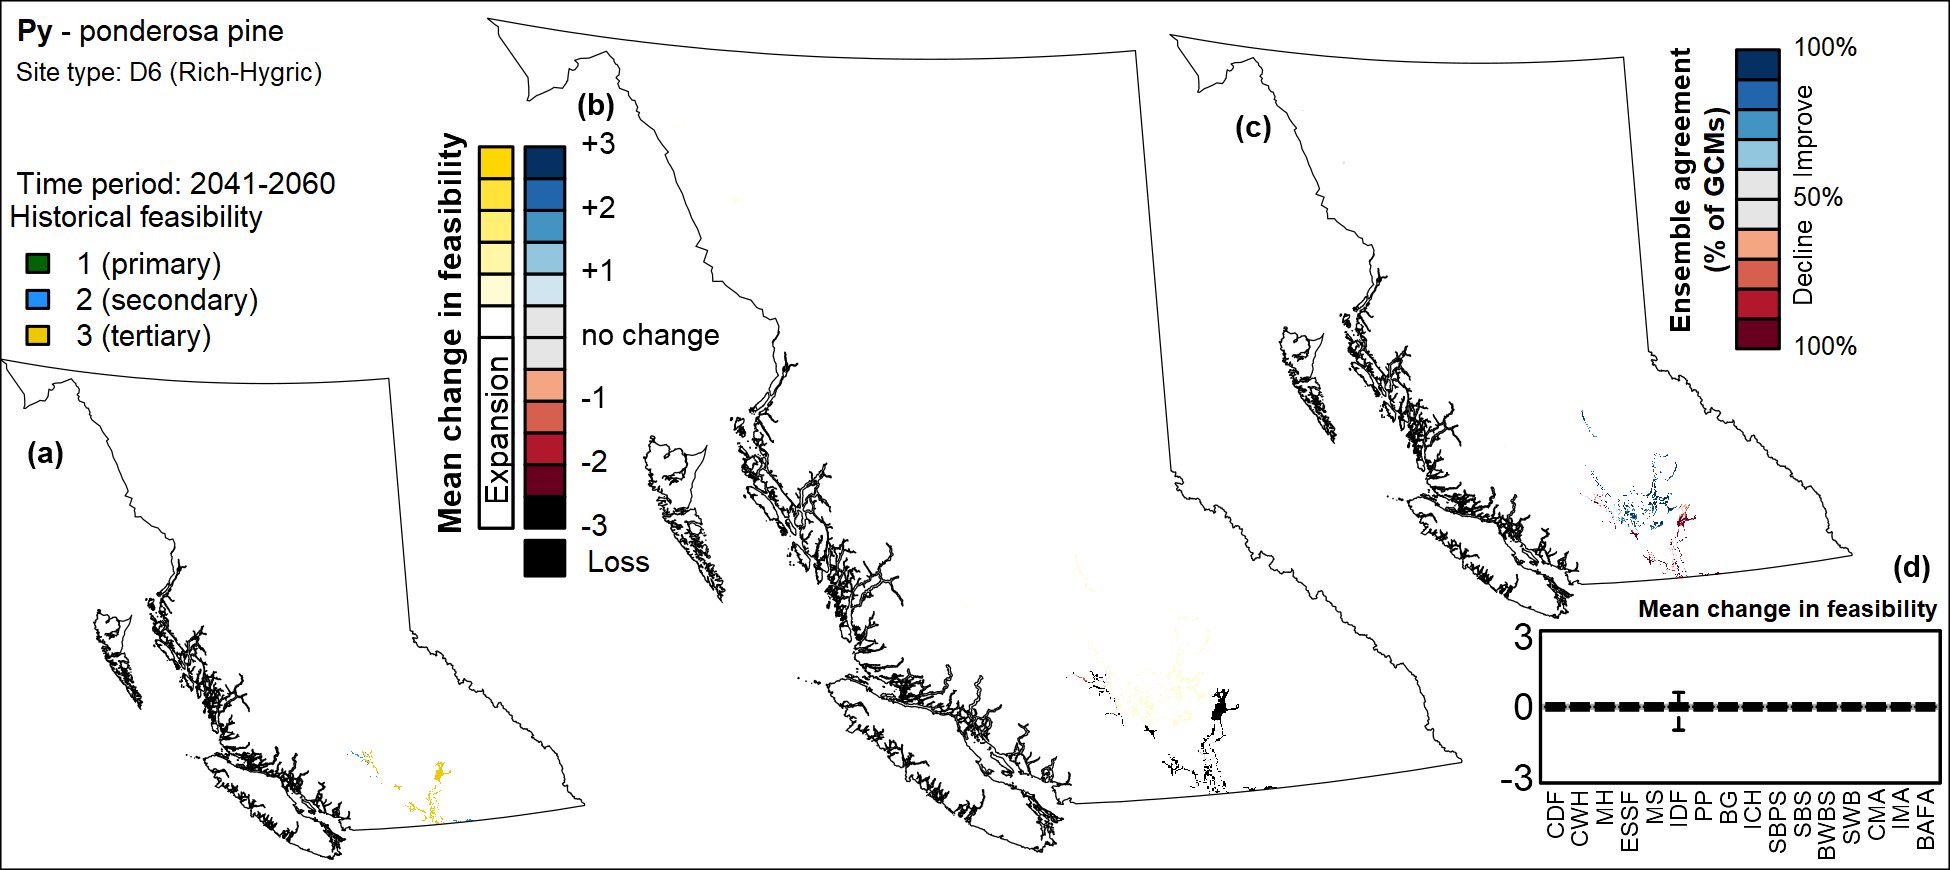 Py - ponderosa pine
Site type: D6 (Rich-Hygric)
Time period: 2041-2060
Historical feasibility
1 (primary)
2 (secondary)
3 (tertiary)
(a)
(b)
Mean change in feasibility
Expansion
+3
+2
+1
no change
-1
-2
-3
Loss
(c)
Ensemble agreement
(% of GCMs)
100%
Improve
50%
Decline
100%
(d)
Mean change in feasibility
3
0
-3
CDF
CWH
MH
ESSF
MS
IDF
PP
BG
ICH
SBPS
SBS
BWBS
SWB
CMA
IMA
BAFA